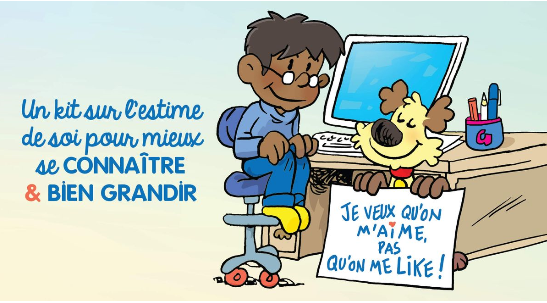 Un kit sur l'estime
de soi pour mieux
se CONNAÎTRE
& BIEN GRANDIR
JE VEUX QU'ON
M'AIME,
PAS
QU'ON ME LIKE !